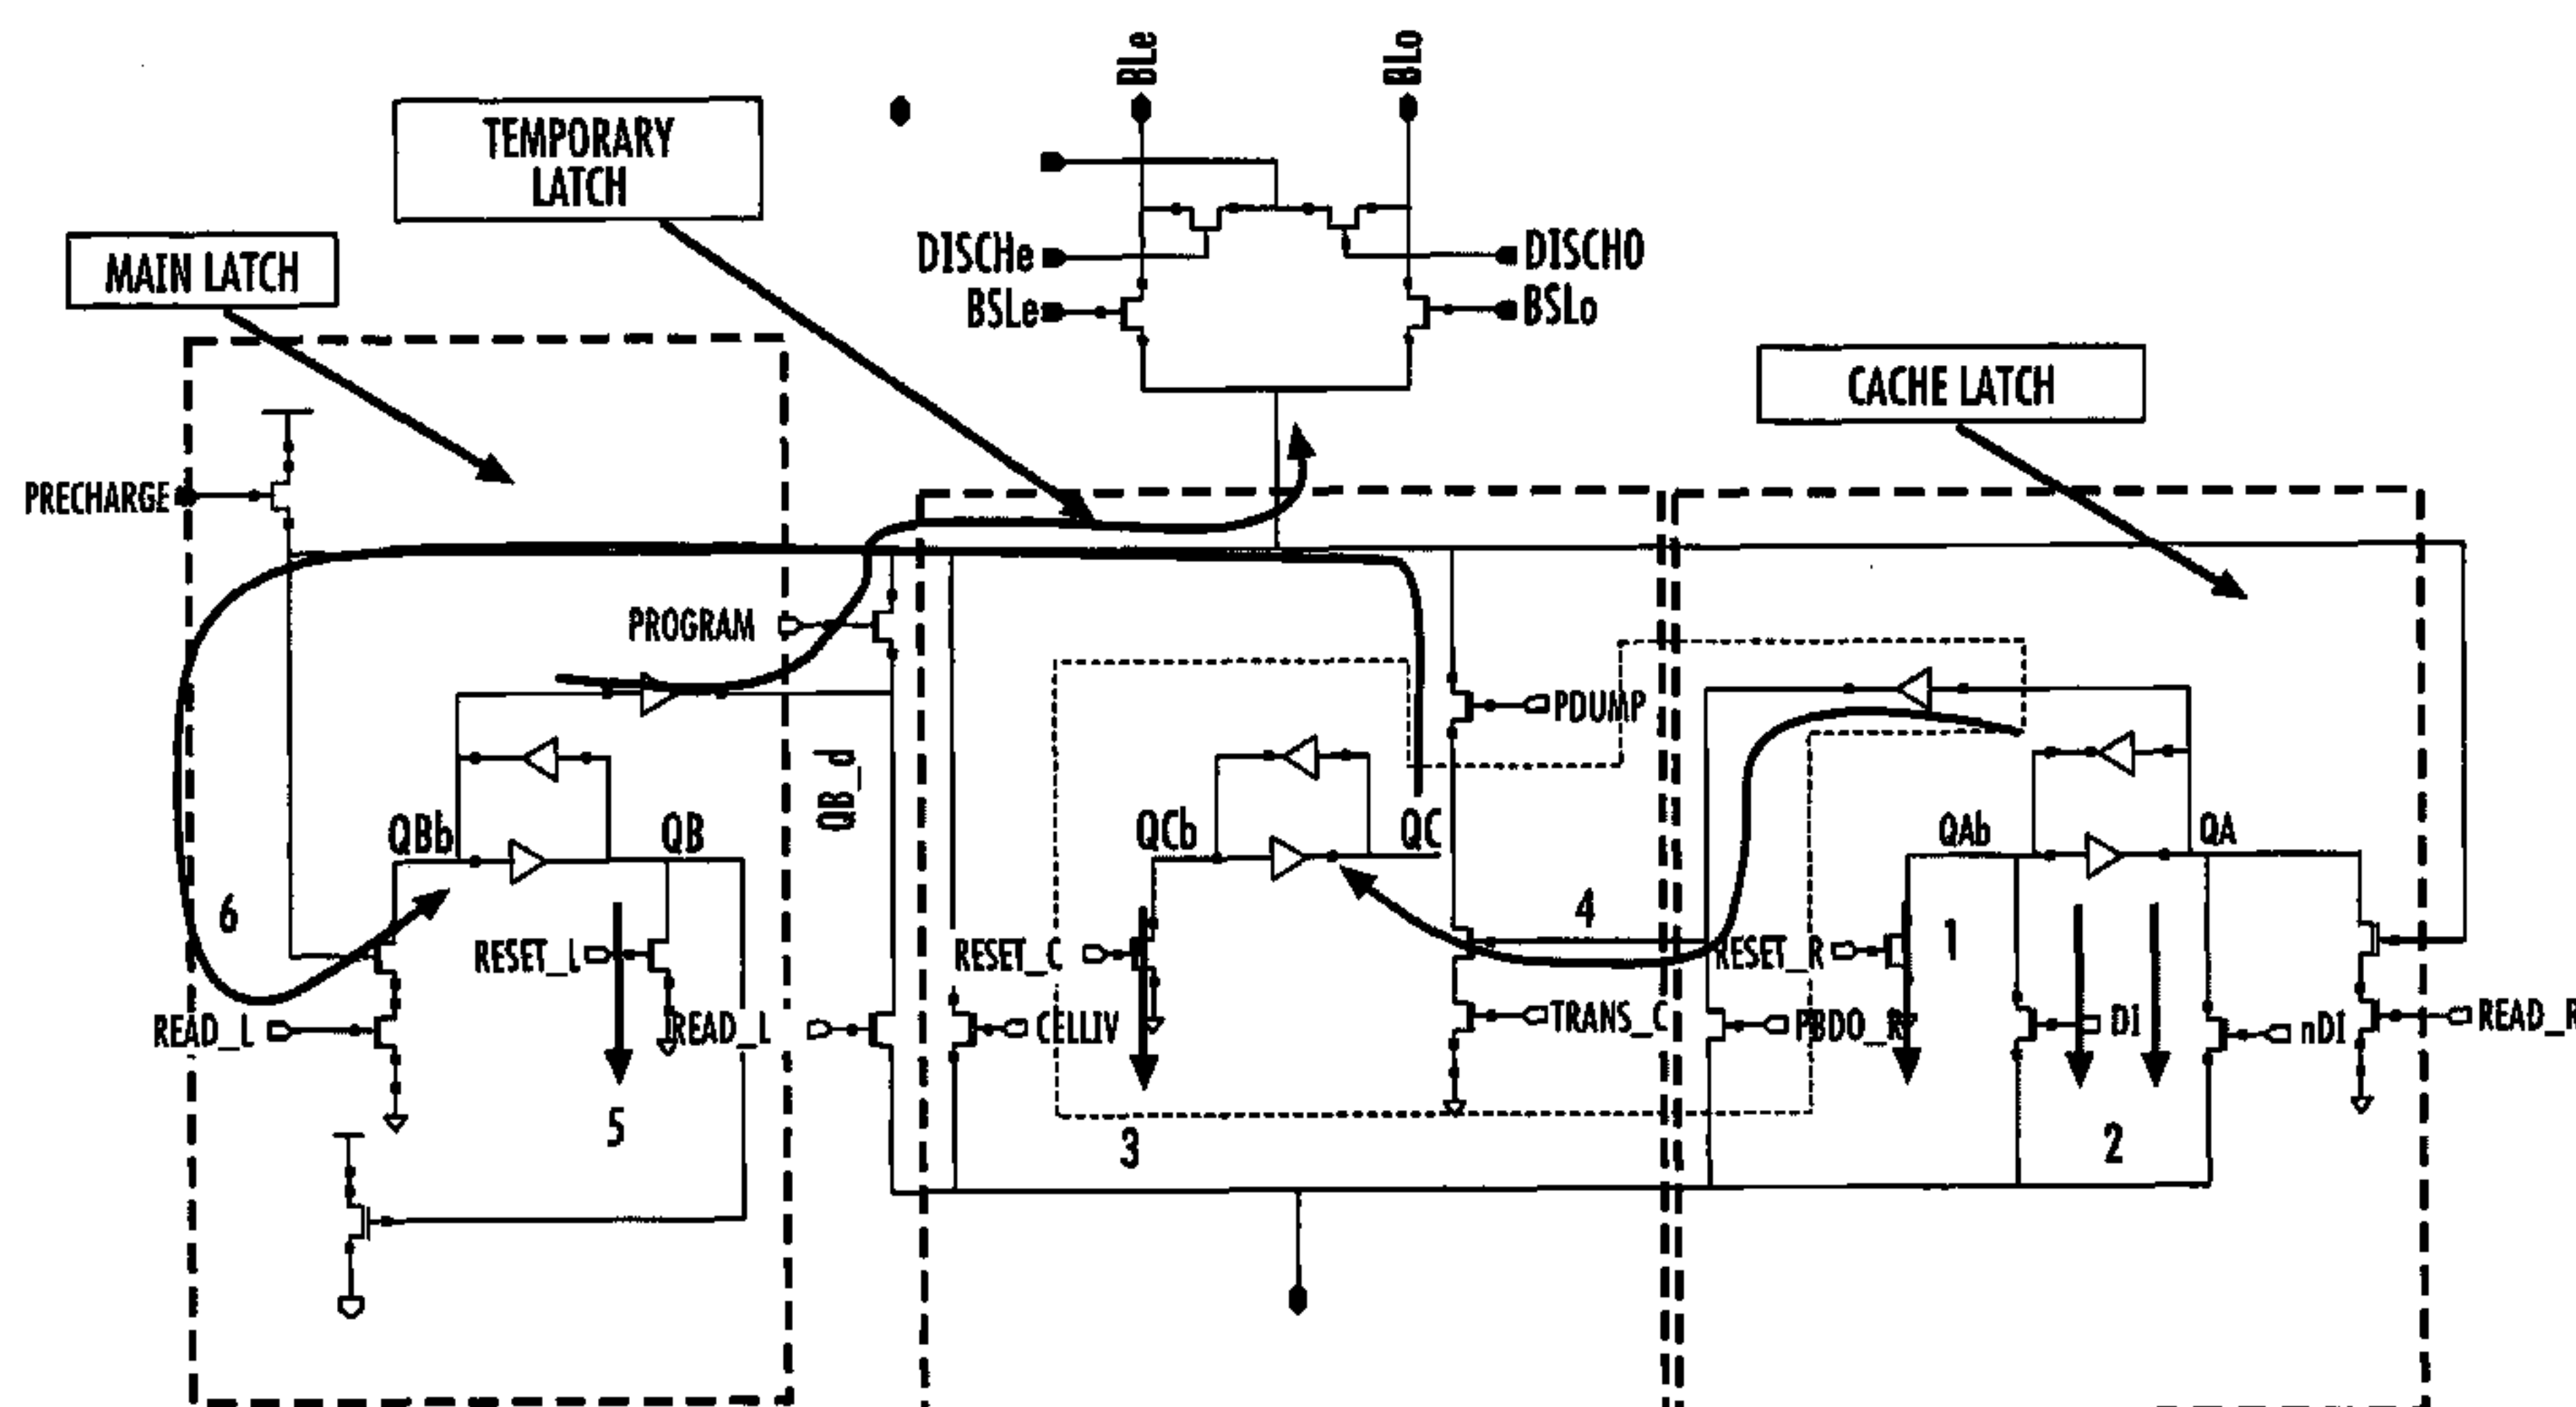 BLe
BLo
TEMPORARY
LATCH
MAIN LATCH
DISCHe
DISCHO
BSLe
BSLo
CACHE LATCH
PRECHARGE
PROGRAM
PDUMP
QB_d
QBb
QB
QCb
QC
QAb
QA
6
4
1
RESET_L
RESET_C
RESET_R
READ_L
READ_L
CELLIV
TRANS_C
PBDO_R
DI
nDI
READ_R
5
3
2